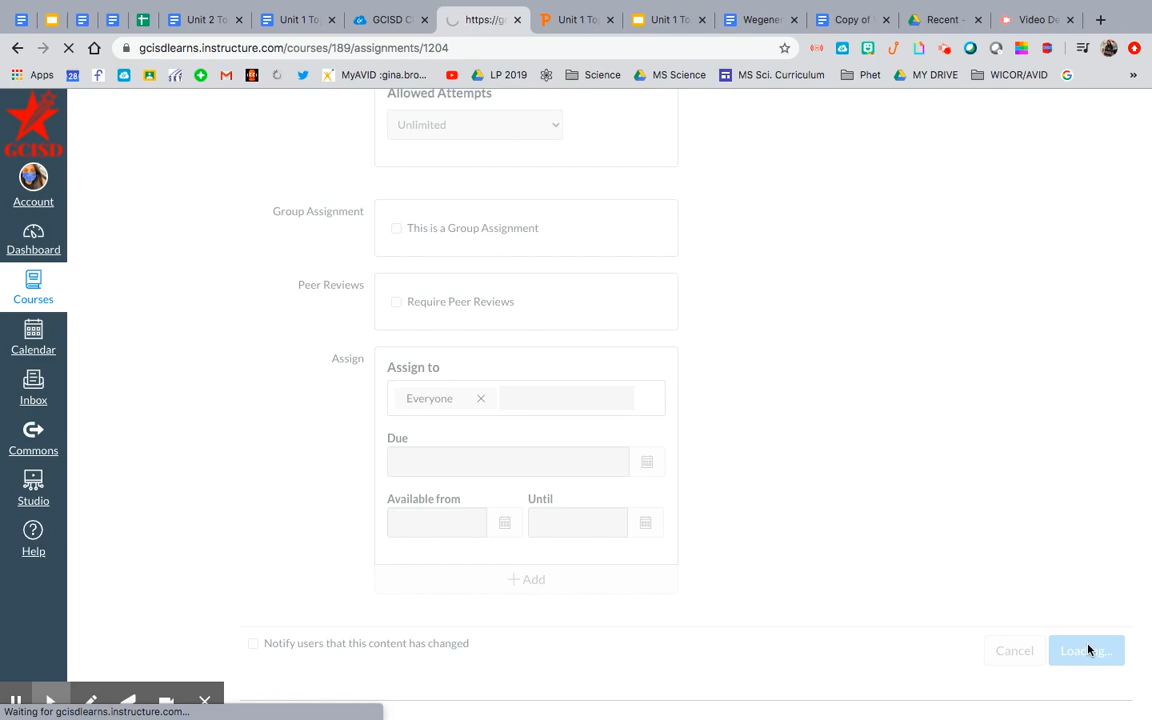 Unit 2 To
Unit 1 To
GCISD C
https://g
Unit 1 To
Unit 1 To
Wegene
Copy of
Recent -
Video De
gcisdlearns.instructure.com/courses/189/assignments/1204
Apps
28
MyAVID :gina.bro...
LP 2019
Science
MS Science
MS Sci. Curriculum
Phet
MY DRIVE
WICOR/AVID
»
GCISD
Account
Dashboard
Courses
Calendar
Inbox
Commons
Studio
Help
Allowed Attempts
Unlimited
Group Assignment
This is a Group Assignment
Peer Reviews
Require Peer Reviews
Assign
Assign to
Everyone
Due
Available from
Until
+ Add
Notify users that this content has changed
Cancel
Loading...
Waiting for gcisdlearns.instructure.com...